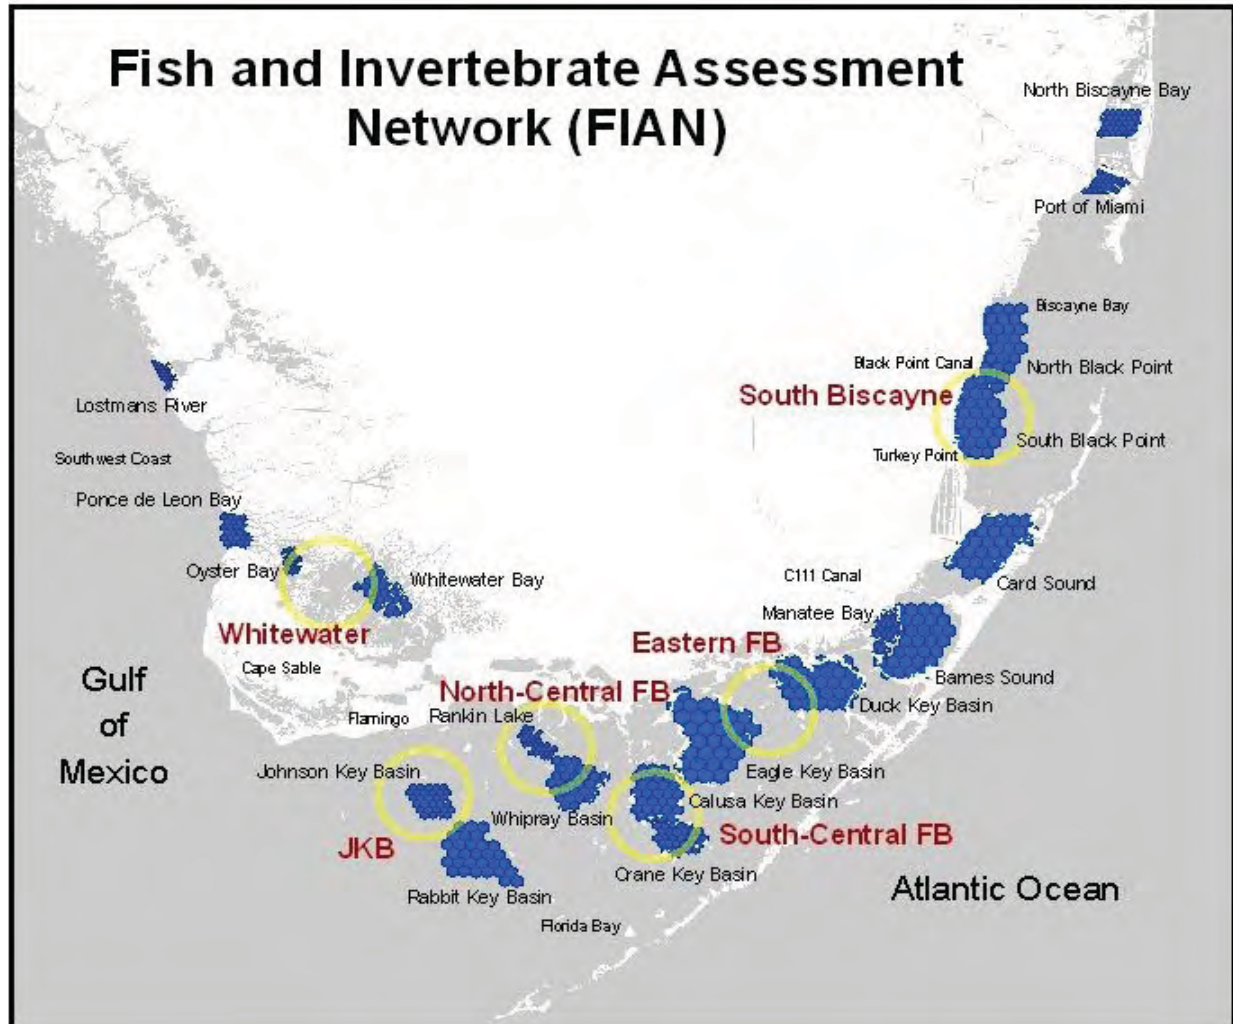 Fish and Invertebrate Assessment
Network (FIAN)
North Biscayne Bay
Port of Miami
Biscayne Bay
Black Point Canal
North Black Point
South Biscayne
South Black Point
Turkey Point
Lostmans River
Southwest Coast
Ponce de Leon Bay
Oyster Bay
Whitewater Bay
Whitewater
Cape Sable
C111 Canal
Card Sound
Manatee Bay
Eastern FB
Barnes Sound
North-Central FB
Duck Key Basin
Flamingo
Rankin Lake
Gulf
of
Mexico
Johnson Key Basin
Eagle Key Basin
Calusa Key Basin
Whipray Basin
South-Central FB
JKB
Crane Key Basin
Rabbit Key Basin
Atlantic Ocean
Florida Bay